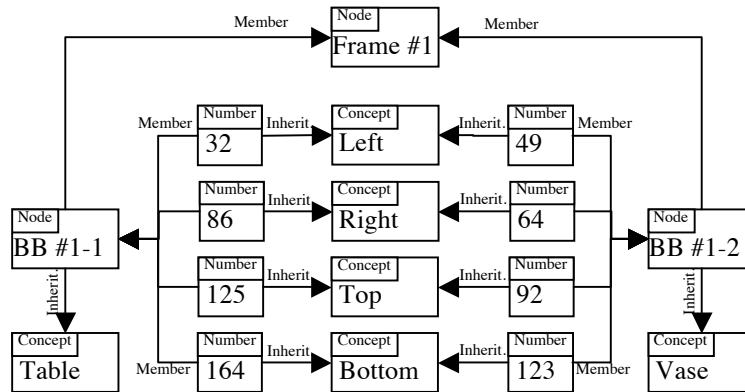 Member
Node
Member
Frame #1
Number
Concept
Number
Member
Inherit.
Inherit.
Member
32
Left
49
Number
Concept
Number
Inherit
Inherit.
86
Right
64
Node
Node
BB #1-1
BB #1-2
Number
Concept
Number
Inherit
Inherit.
125
Top
92
Inherit.
Inherit.
Concept
Table
Number
Concept
Number
Concept
Member
Inherit
Inherit.
Member
164
Bottom
123
Vase